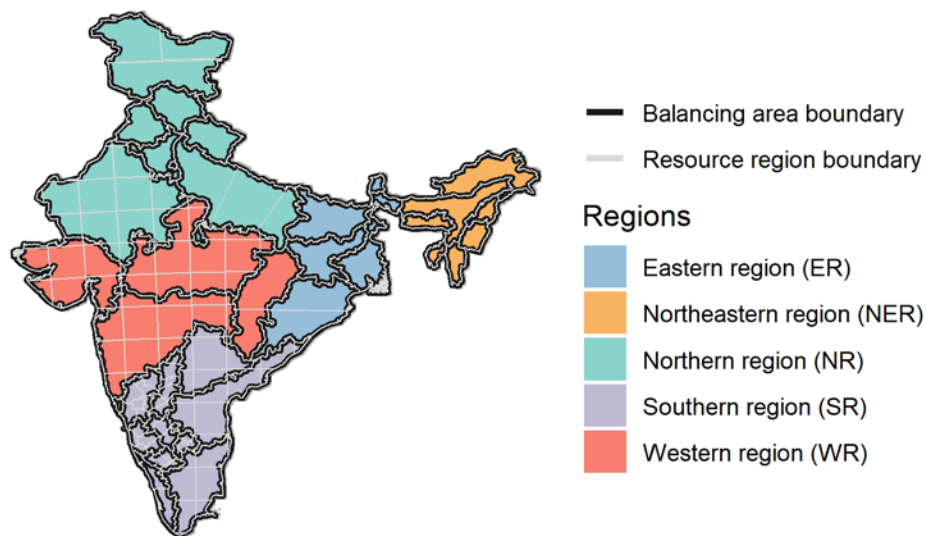 Balancing area boundary
Resource region boundary
Regions
Eastern region (ER)
Northeastern region (NER)
Northern region (NR)
Southern region (SR)
Western region (WR)